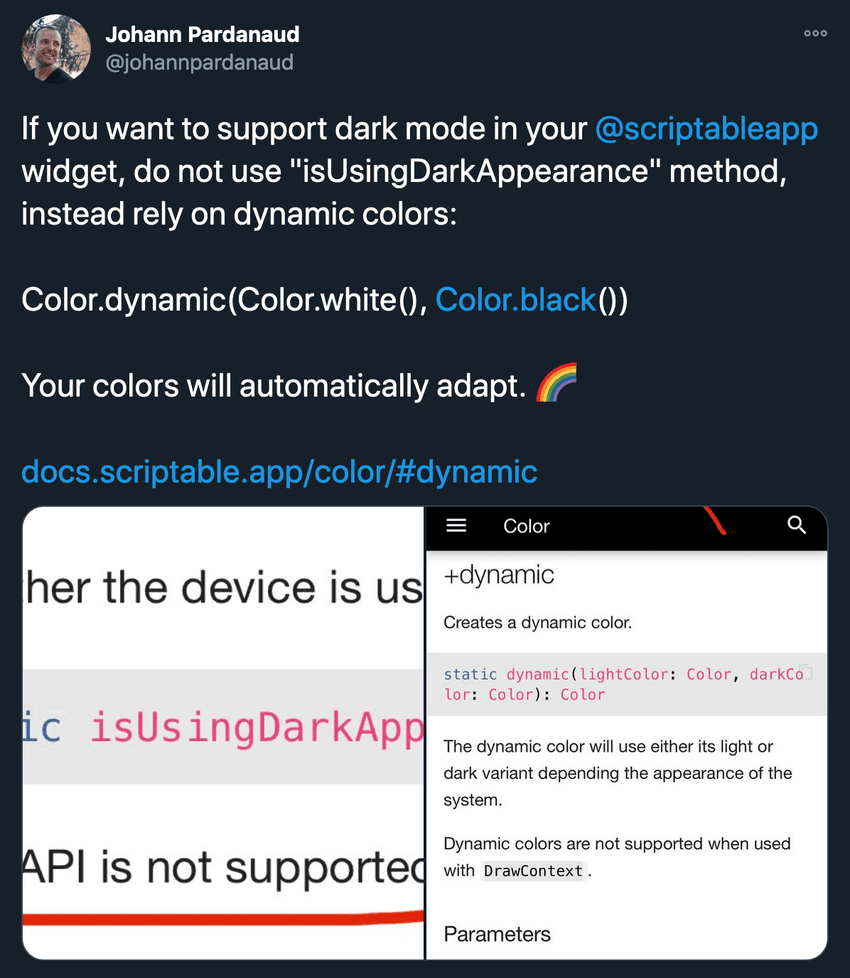 Johann Pardanaud
@johannpardanaud
If you want to support dark mode in your @scriptableapp
widget, do not use "isUsingDarkAppearance" method,
instead rely on dynamic colors:
Color.dynamic(Color.white(), Color.black())
Your colors will automatically adapt. 🌈
docs.scriptable.app/color/#dynamic
her the device is us
ic isUsingDarkApp
API is not supported
Color
+dynamic
Creates a dynamic color.
static dynamic(lightColor: Color, darkCo
lor: Color): Color
The dynamic color will use either its light or
dark variant depending the appearance of the
system.
Dynamic colors are not supported when used
with DrawContext.
Parameters